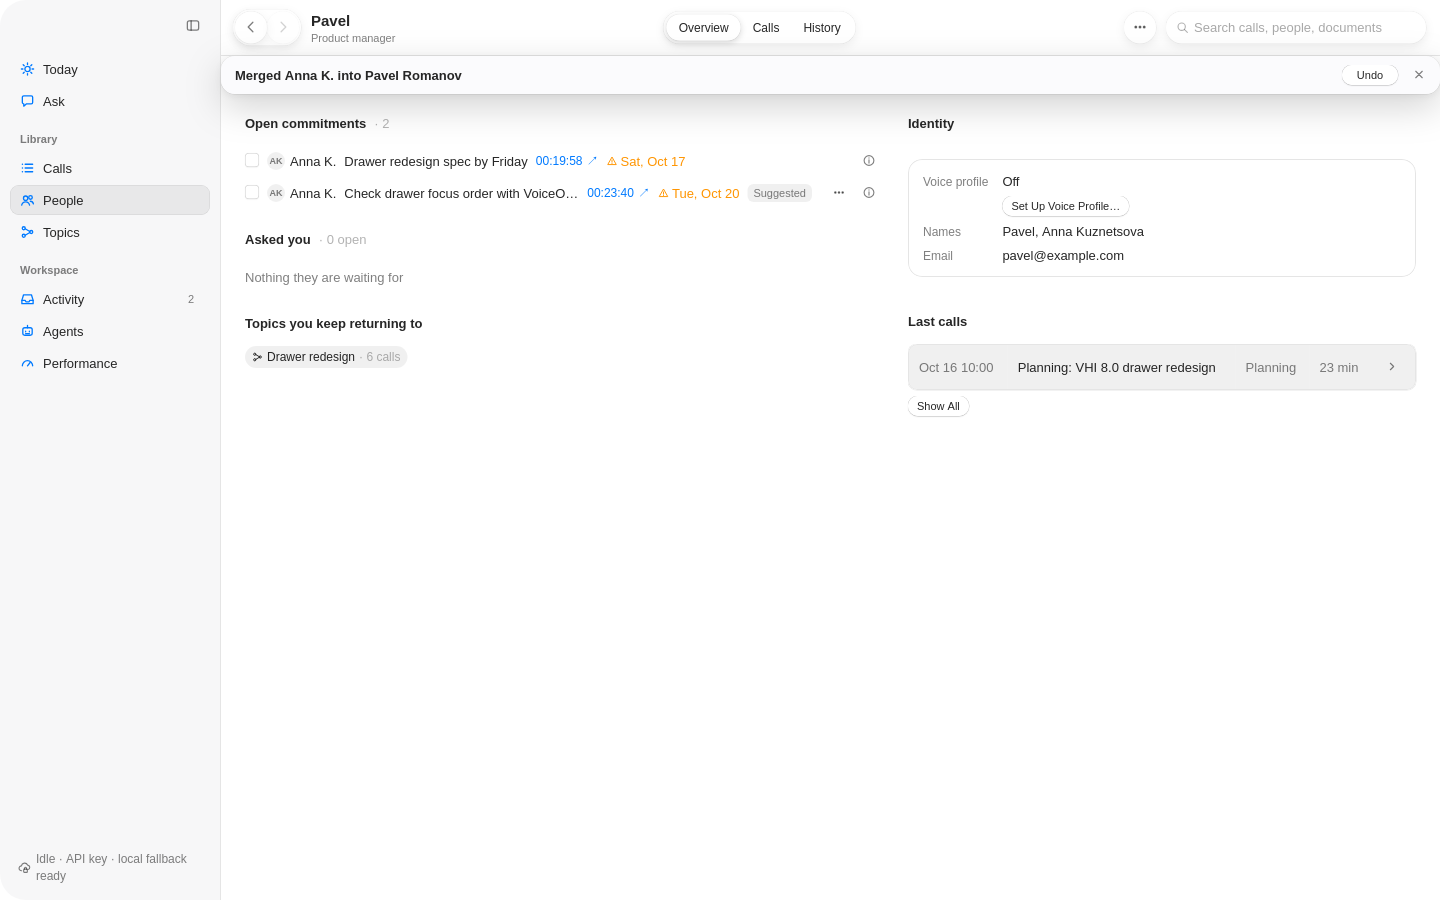 Today
Ask
Library
Calls
People
Topics
Workspace
Activity 2
Agents
Performance
Idle · API key · local fallback
ready
Pavel
Product manager
Overview Calls History
Search calls, people, documents
Merged Anna K. into Pavel Romanov
Undo
Open commitments · 2
AK Anna K. Drawer redesign spec by Friday 00:19:58 Sat, Oct 17
AK Anna K. Check drawer focus order with VoiceO… 00:23:40 Tue, Oct 20 Suggested
Asked you · 0 open
Nothing they are waiting for
Topics you keep returning to
Drawer redesign · 6 calls
Identity
Voice profile Off
Set Up Voice Profile…
Names Pavel, Anna Kuznetsova
Email pavel@example.com
Last calls
Oct 16 10:00 Planning: VHI 8.0 drawer redesign Planning 23 min
Show All